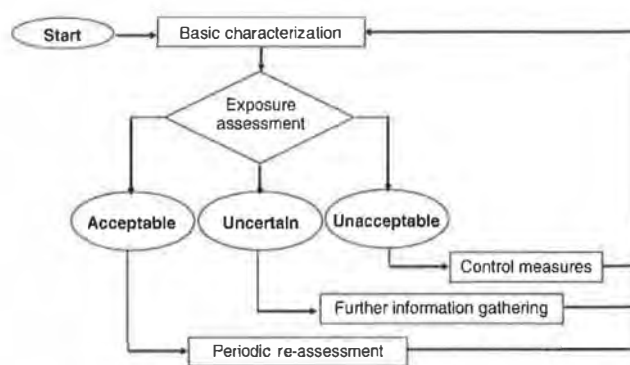 Start
Basic characterization
Exposure
assessment
Acceptable
Uncertain
Unacceptable
Control measures
Further information gathering
Periodic re-assessment